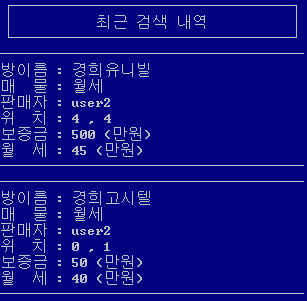 최근 검색 내역
방이름 : 경희유니빌
매 물 : 월세
판매자 : user2
위 치 : 4 , 4
보증금 : 500 (만원)
월 세 : 45 (만원)
방이름 : 경희고시텔
매 물 : 월세
판매자 : user2
위 치 : 0 , 1
보증금 : 50 (만원)
월 세 : 40 (만원)